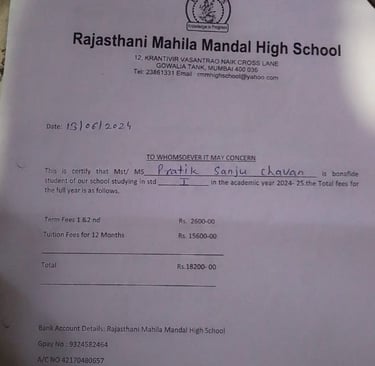 Knowledge is Progress
Rajasthani Mahila Mandal High School
12, KRANTIVIR VASANTRAO NAIK CROSS LANE
GOWALIA TANK, MUMBAI 400 036
Tel: 23861331 Email rmmhighschool@yahoo.com
Date: 13/06/2024
TO WHOMSOEVER IT MAY CONCERN
This is certify that Mst/ MS Pratik Sanju Chavan is bonafide
student of our school studying in std I in the academic year 2024- 25 the Total fees for
the full year is as follows.
Term Fees 1 & 2 nd Rs. 2600-00
Tuition Fees for 12 Months Rs. 15600-00
Total Rs.18200- 00
Bank Account Details: Rajasthani Mahila Mandal High School
Gpay No : 9324582464
A/C NO 42170480657